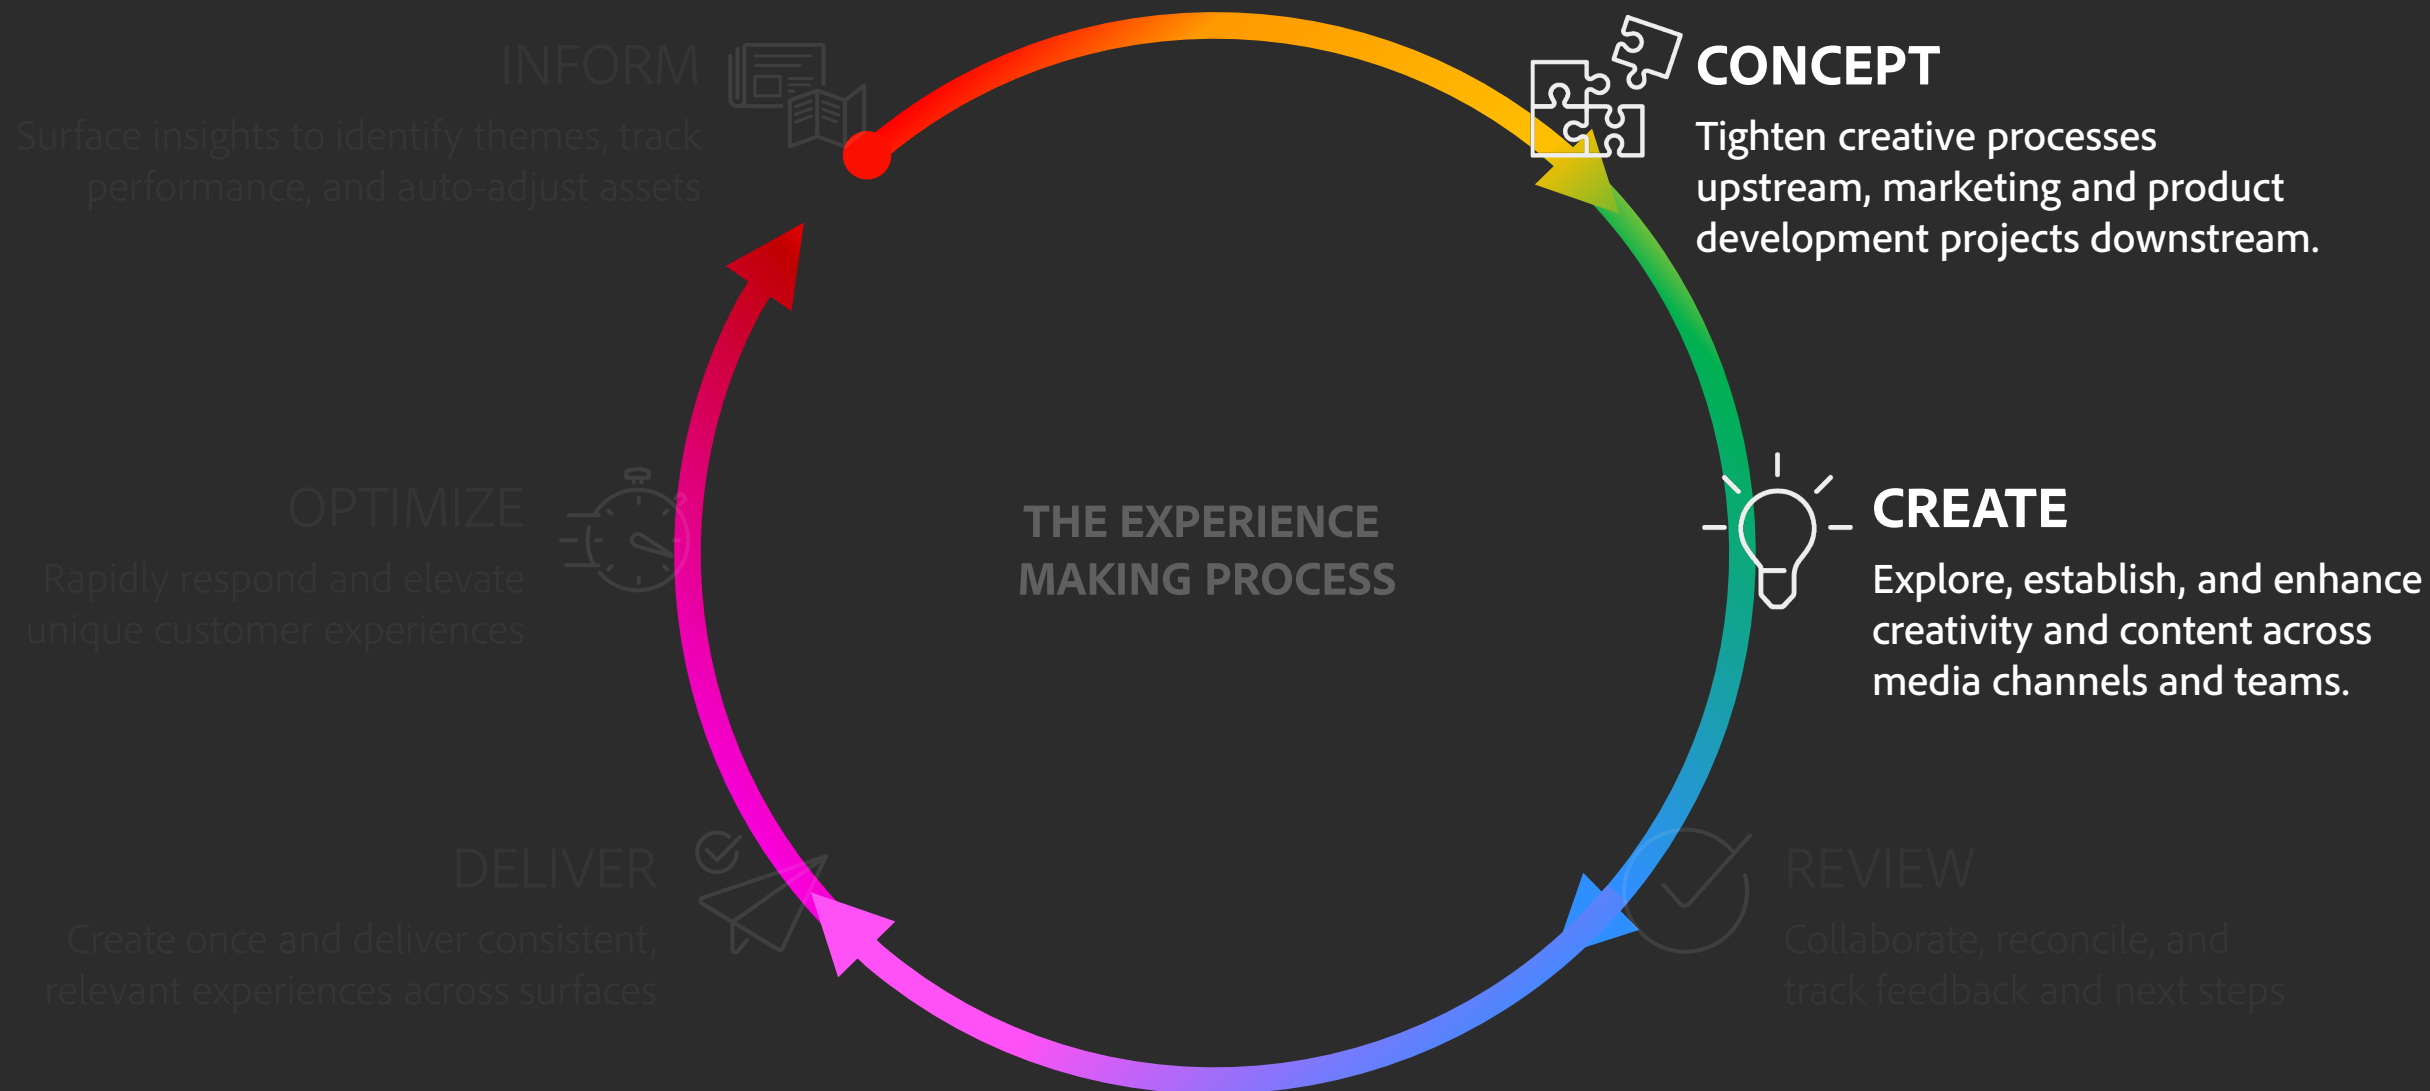 INFORM
Surface insights to identify themes, track
performance, and auto-adjust assets
CONCEPT
Tighten creative processes
upstream, marketing and product
development projects downstream.
OPTIMIZE
Rapidly respond and elevate
unique customer experiences
THE EXPERIENCE
MAKING PROCESS
CREATE
Explore, establish, and enhance
creativity and content across
media channels and teams.
DELIVER
Create once and deliver consistent,
relevant experiences across surfaces
REVIEW
Collaborate, reconcile, and
track feedback and next steps